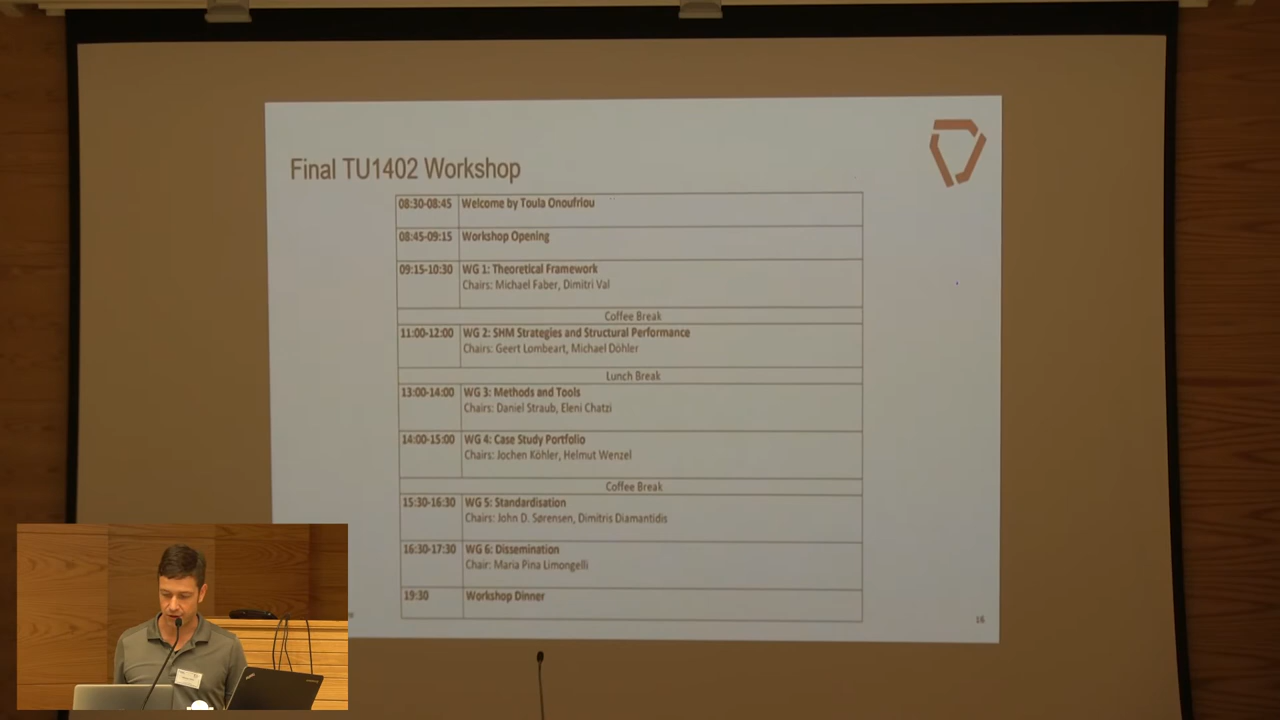 Final TU1402 Workshop
08:30-08:45 Welcome by Toula Onoufriou
08:45-09:15 Workshop Opening
09:15-10:30 WG 1: Theoretical Framework
Chairs: Michael Faber, Dimitri Val
Coffee Break
11:00-12:00 WG 2: SHM Strategies and Structural Performance
Chairs: Geert Lombeart, Michael Döhler
Lunch Break
13:00-14:00 WG 3: Methods and Tools
Chairs: Daniel Straub, Eleni Chatzi
14:00-15:00 WG 4: Case Study Portfolio
Chairs: Jochen Köhler, Helmut Wenzel
Coffee Break
15:30-16:30 WG 5: Standardisation
Chairs: John D. Sørensen, Dimitris Diamantidis
16:30-17:30 WG 6: Dissemination
Chair: Maria Pina Limongelli
19:30 Workshop Dinner
16